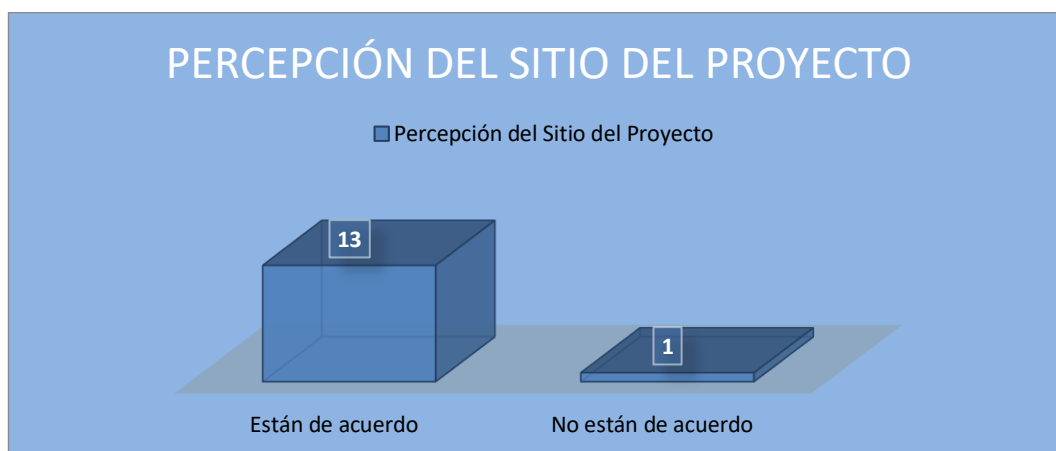 PERCEPCIÓN DEL SITIO DEL PROYECTO
Percepción del Sitio del Proyecto
13
1
Están de acuerdo
No están de acuerdo